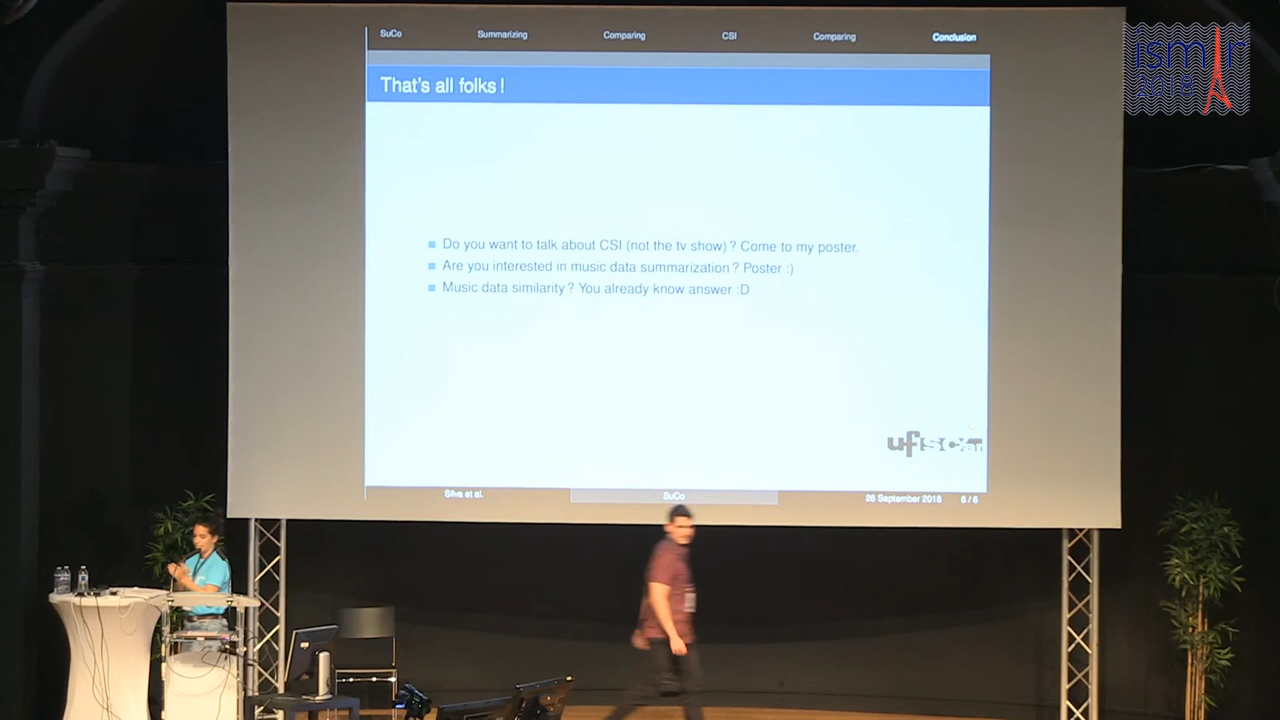 SuCo Summarizing Comparing CSI Comparing Conclusion
ismir
2018
That's all folks !
Do you want to talk about CSI (not the tv show) ? Come to my poster.
Are you interested in music data summarization ? Poster :)
Music data similarity ? You already know answer :D
Silva et al. SuCo 26 September 2018 6 / 6